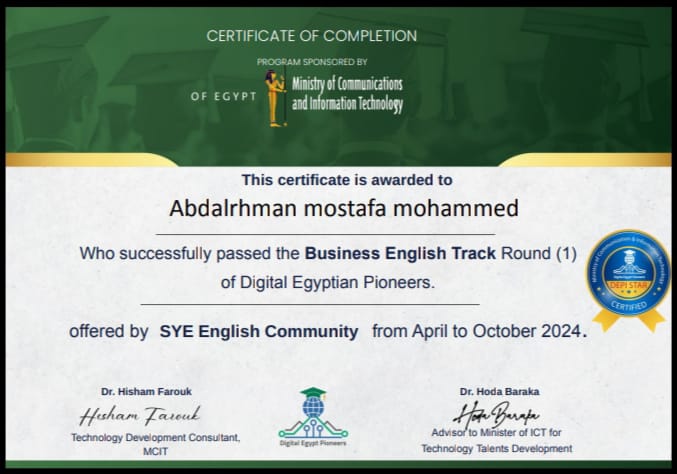 CERTIFICATE OF COMPLETION
PROGRAM SPONSORED BY
OF EGYPT
Ministry of Communications
and Information Technology
This certificate is awarded to
Abdalrhman mostafa mohammed
Who successfully passed the Business English Track Round (1)
of Digital Egyptian Pioneers.
offered by SYE English Community from April to October 2024.
Ministry of Communication & Information Technology
Digital Egypt Pioneers
DEPI STAR
CERTIFIED
Dr. Hisham Farouk
Hisham Farouk
Technology Development Consultant,
MCIT
Digital Egypt Pioneers
Dr. Hoda Baraka
Hoda Baraka
Advisor to Minister of ICT for
Technology Talents Development